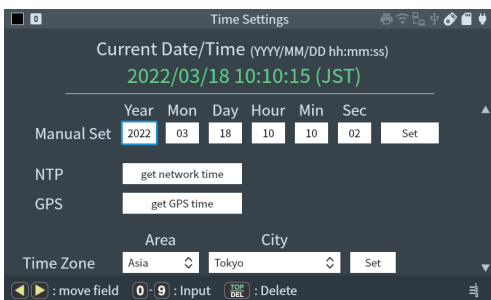 0 Time Settings
Current Date/Time (YYYY/MM/DD hh:mm:ss)
2022/03/18 10:10:15 (JST)
Year Mon Day Hour Min Sec
Manual Set 2022 03 18 10 10 02 Set
NTP get network time
GPS get GPS time
Area City
Time Zone Asia Tokyo Set
: move field 0-9 : Input TOP DEL : Delete